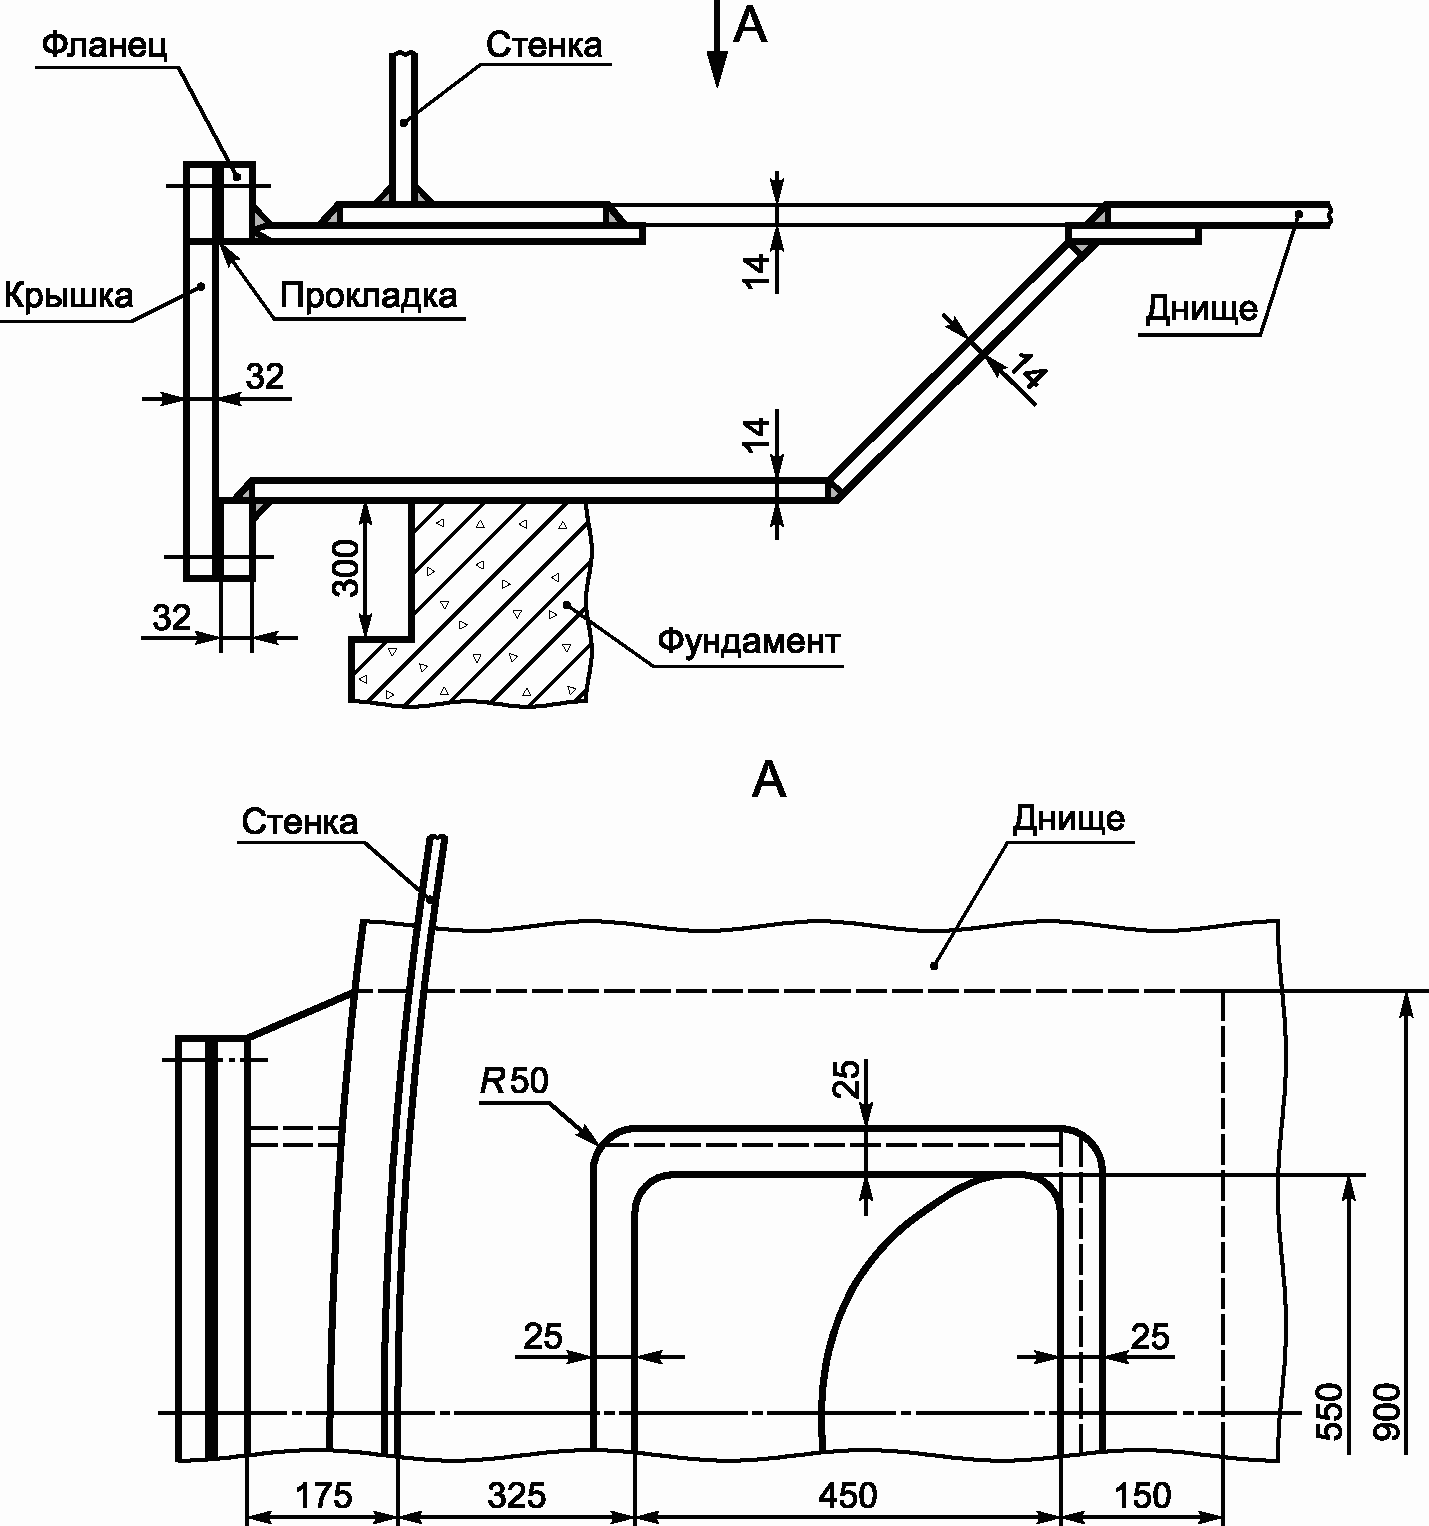 А
Фланец
Стенка
Крышка
Прокладка
14
Днище
32
14
14
300
32
Фундамент
А
Стенка
Днище
R50
25
25
25
550
900
175
325
450
150